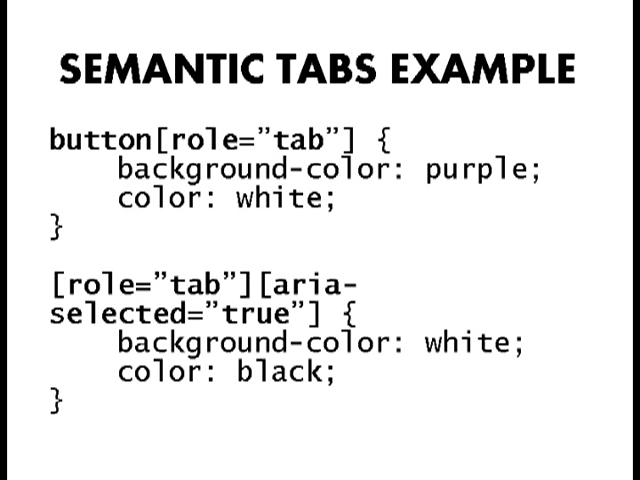 SEMANTIC TABS EXAMPLE
button[role=”tab”] {
background-color: purple;
color: white;
}
[role=”tab”][aria-
selected=”true”] {
background-color: white;
color: black;
}